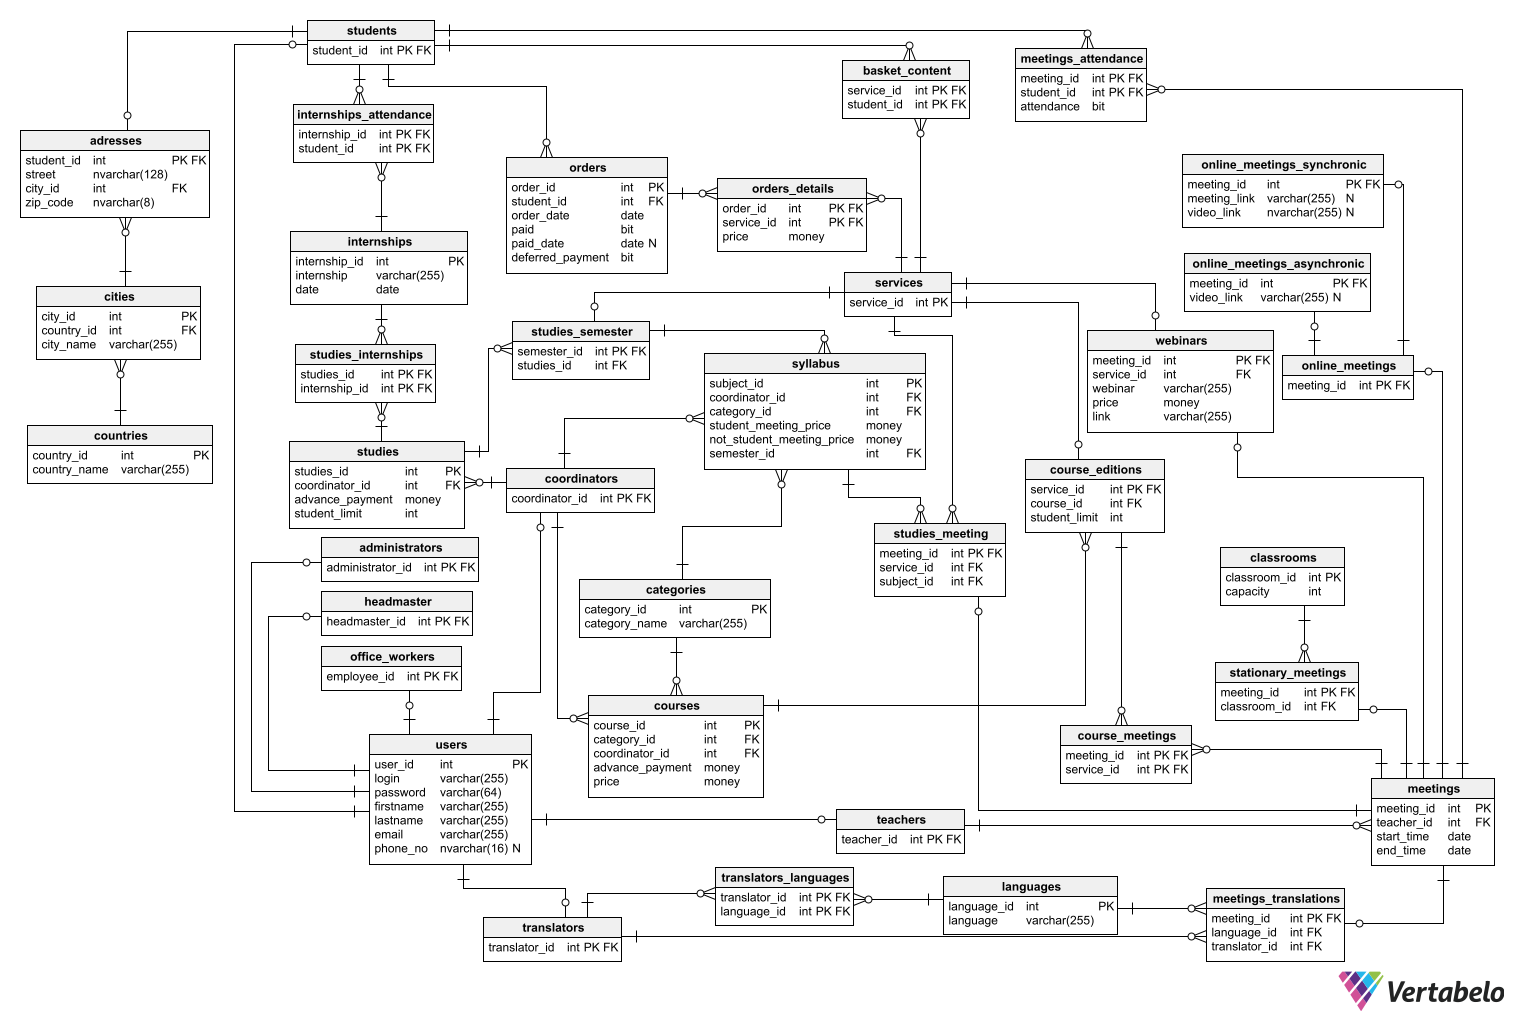 students
student_id int PK FK
meetings_attendance
meeting_id int PK FK
student_id int PK FK
attendance bit
basket_content
service_id int PK FK
student_id int PK FK
internships_attendance
internship_id int PK FK
student_id int PK FK
adresses
student_id int PK FK
street nvarchar(128)
city_id int FK
zip_code nvarchar(8)
orders
order_id int PK
student_id int FK
order_date date
paid bit
paid_date date N
deferred_payment bit
orders_details
order_id int PK FK
service_id int PK FK
price money
online_meetings_synchronic
meeting_id int PK FK
meeting_link varchar(255) N
video_link nvarchar(255) N
internships
internship_id int PK
internship varchar(255)
date date
online_meetings_asynchronic
meeting_id int PK FK
video_link varchar(255) N
services
service_id int PK
cities
city_id int PK
country_id int FK
city_name varchar(255)
studies_semester
semester_id int PK FK
studies_id int FK
webinars
meeting_id int PK FK
service_id int FK
webinar varchar(255)
price money
link varchar(255)
studies_internships
studies_id int PK FK
internship_id int PK FK
syllabus
subject_id int PK
coordinator_id int FK
category_id int FK
student_meeting_price money
not_student_meeting_price money
semester_id int FK
online_meetings
meeting_id int PK FK
countries
country_id int PK
country_name varchar(255)
studies
studies_id int PK
coordinator_id int FK
advance_payment money
student_limit int
coordinators
coordinator_id int PK FK
course_editions
service_id int PK FK
course_id int FK
student_limit int
studies_meeting
meeting_id int PK FK
service_id int FK
subject_id int FK
administrators
administrator_id int PK FK
classrooms
classroom_id int PK
capacity int
headmaster
headmaster_id int PK FK
categories
category_id int PK
category_name varchar(255)
office_workers
employee_id int PK FK
stationary_meetings
meeting_id int PK FK
classroom_id int FK
courses
course_id int PK
category_id int FK
coordinator_id int FK
advance_payment money
price money
course_meetings
meeting_id int PK FK
service_id int PK FK
users
user_id int PK
login varchar(255)
password varchar(64)
firstname varchar(255)
lastname varchar(255)
email varchar(255)
phone_no nvarchar(16) N
meetings
meeting_id int PK
teacher_id int FK
start_time date
end_time date
teachers
teacher_id int PK FK
translators_languages
translator_id int PK FK
language_id int PK FK
languages
language_id int PK
language varchar(255)
meetings_translations
meeting_id int PK FK
language_id int FK
translator_id int FK
translators
translator_id int PK FK
Vertabelo